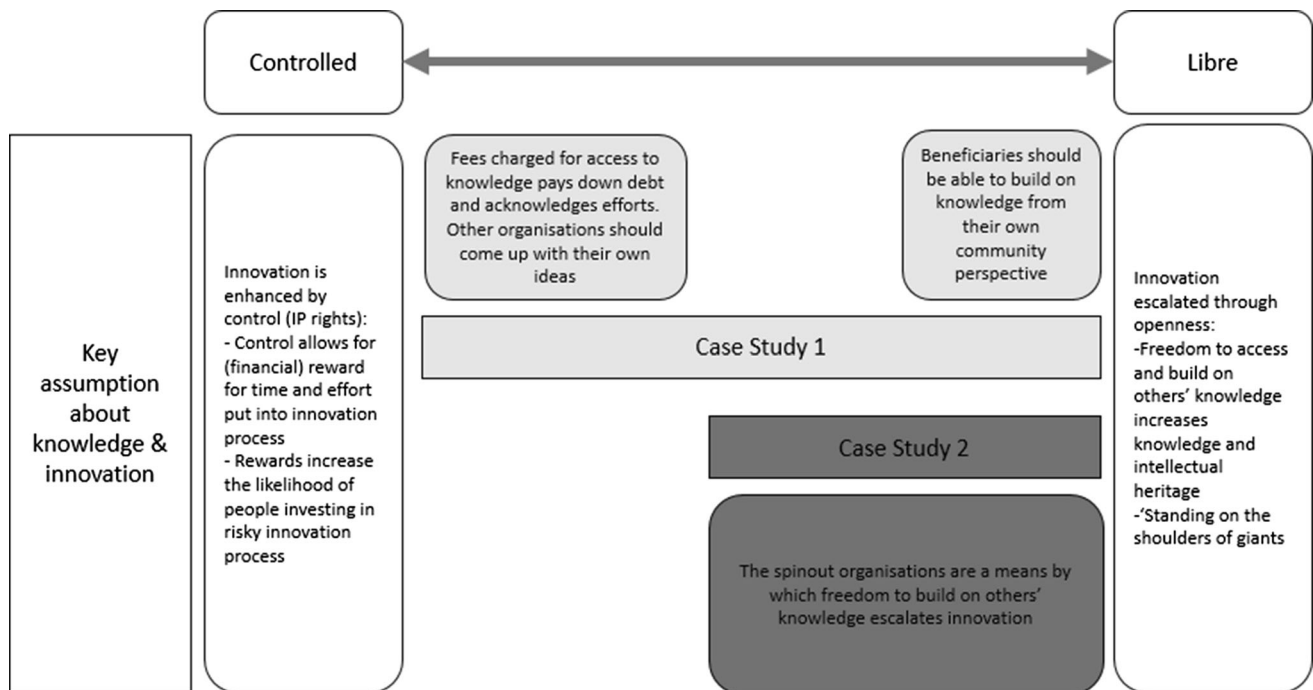 Controlled
Libre
Key
assumption
about
knowledge &
innovation
Innovation is
enhanced by
control (IP rights):
- Control allows for
(financial) reward
for time and effort
put into innovation
process
- Rewards increase
the likelihood of
people investing in
risky innovation
process
Fees charged for access to
knowledge pays down debt
and acknowledges efforts.
Other organisations should
come up with their own
ideas
Beneficiaries should
be able to build on
knowledge from
their own
community
perspective
Case Study 1
Case Study 2
The spinout organisations are a means by
which freedom to build on others’
knowledge escalates innovation
Innovation
escalated through
openness:
-Freedom to access
and build on
others’ knowledge
increases
knowledge and
intellectual
heritage
-‘Standing on the
shoulders of giants